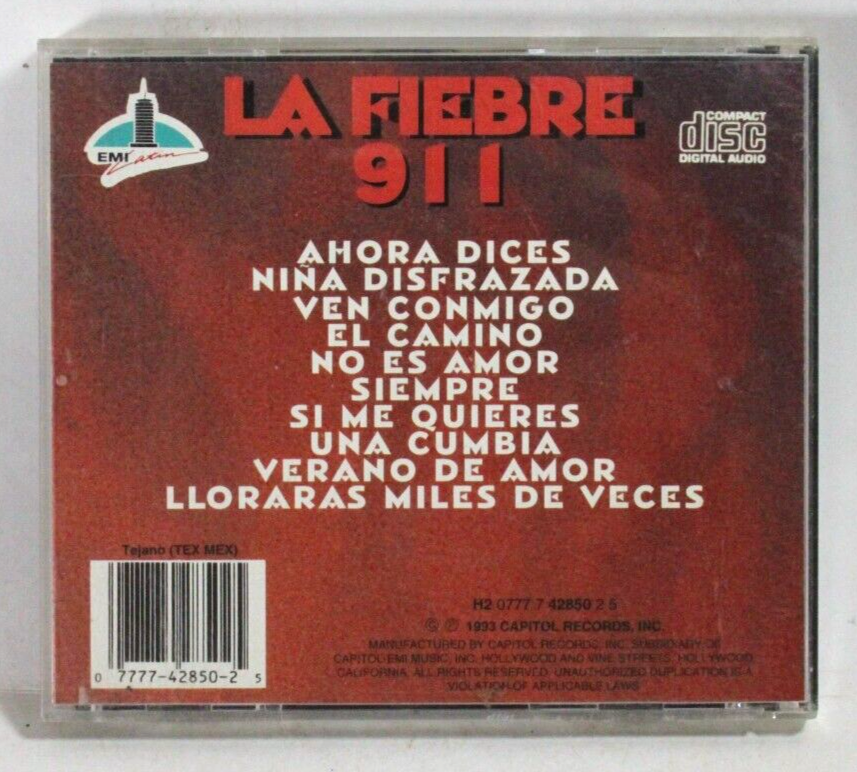 LA FIEBRE
911
EMI Latin
COMPACT
disc
DIGITAL AUDIO
AHORA DICES
NIÑA DISFRAZADA
VEN CONMIGO
EL CAMINO
NO ES AMOR
SIEMPRE
SI ME QUIERES
UNA CUMBIA
VERANO DE AMOR
LLORARAS MILES DE VECES
Tejano (TEX MEX)
0 7777-42850-2 5
H2 0777 7 42850 2 5
© ℗ 1993 CAPITOL RECORDS, INC.
MANUFACTURED BY CAPITOL RECORDS, INC. SUBSIDIARY OF
CAPITOL-EMI MUSIC, INC. HOLLYWOOD AND VINE STREETS, HOLLYWOOD,
CALIFORNIA. ALL RIGHTS RESERVED. UNAUTHORIZED DUPLICATION IS A
VIOLATION OF APPLICABLE LAWS